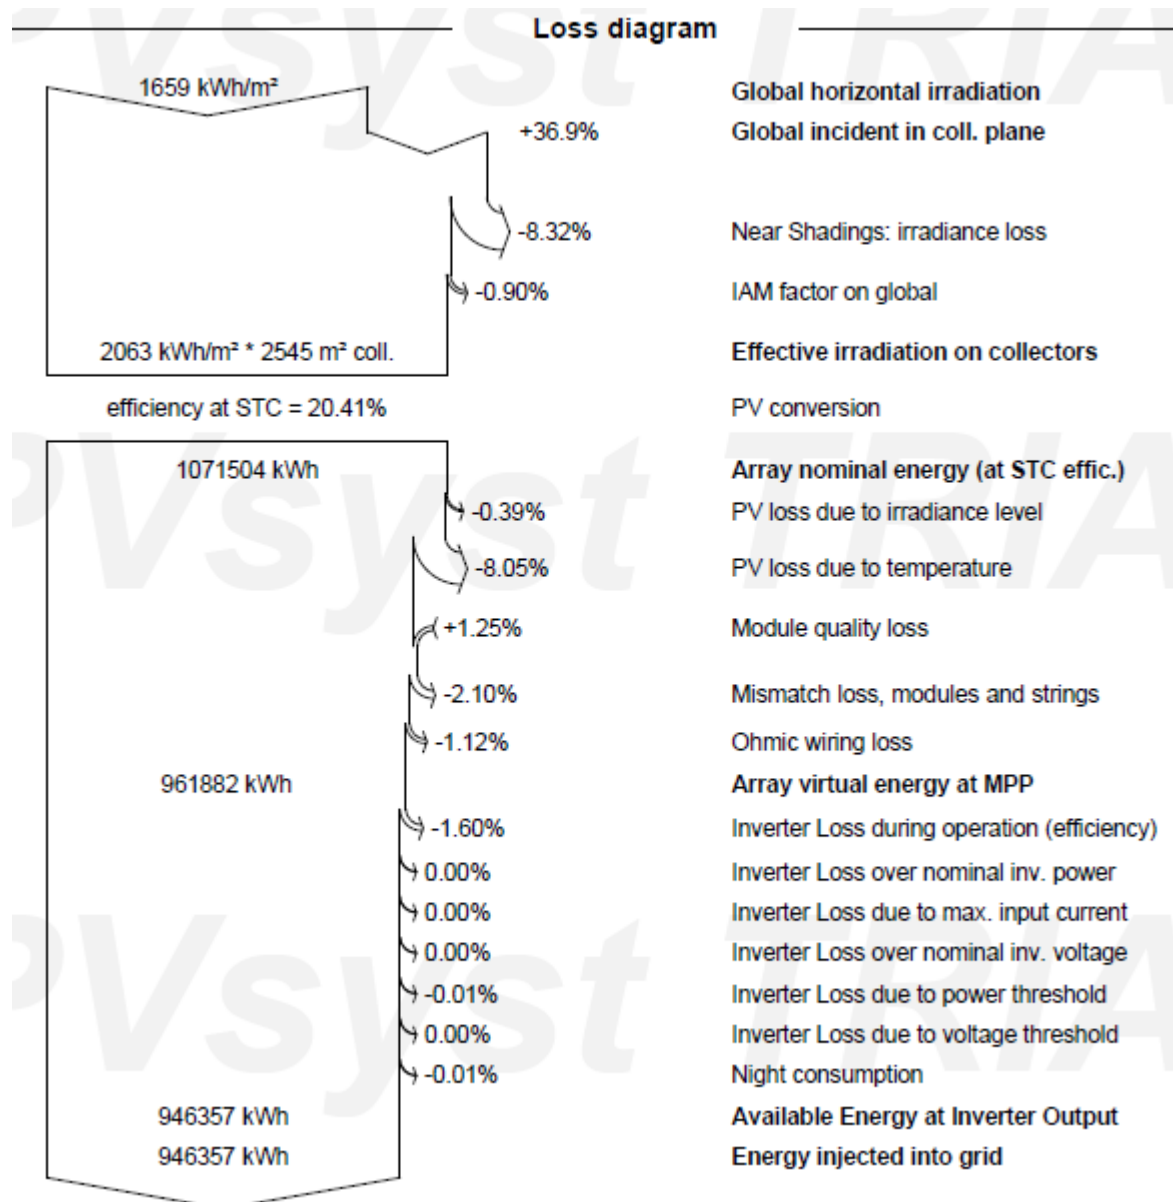 Loss diagram
1659 kWh/m² Global horizontal irradiation
+36.9% Global incident in coll. plane
-8.32% Near Shadings: irradiance loss
-0.90% IAM factor on global
2063 kWh/m² * 2545 m² coll. Effective irradiation on collectors
efficiency at STC = 20.41% PV conversion
1071504 kWh Array nominal energy (at STC effic.)
-0.39% PV loss due to irradiance level
-8.05% PV loss due to temperature
+1.25% Module quality loss
-2.10% Mismatch loss, modules and strings
-1.12% Ohmic wiring loss
961882 kWh Array virtual energy at MPP
-1.60% Inverter Loss during operation (efficiency)
0.00% Inverter Loss over nominal inv. power
0.00% Inverter Loss due to max. input current
0.00% Inverter Loss over nominal inv. voltage
-0.01% Inverter Loss due to power threshold
0.00% Inverter Loss due to voltage threshold
-0.01% Night consumption
946357 kWh Available Energy at Inverter Output
946357 kWh Energy injected into grid
PVsyst TRIA
PVsyst TRIA
PVsyst TRIA